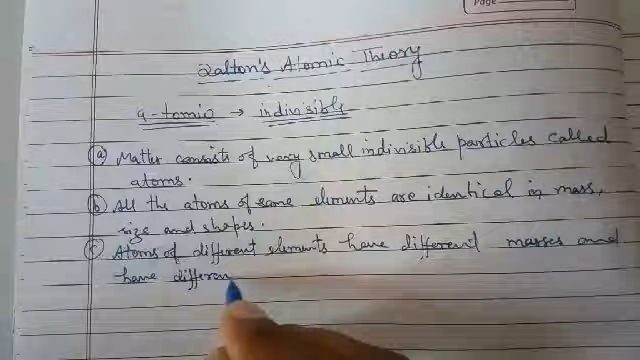 Page
Dalton's Atomic Theory
a-tomio → indivisible
(a) Matter consists of very small indivisible particles called
atoms.
(b) All the atoms of same elements are identical in mass,
size and shapes.
(c) Atoms of different elements have different masses and
have differen